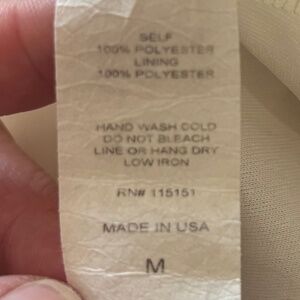 SELF
100% POLYESTER
LINING
100% POLYESTER
HAND WASH COLD
DO NOT BLEACH
LINE OR HANG DRY
LOW IRON
RN# 115151
MADE IN USA
M